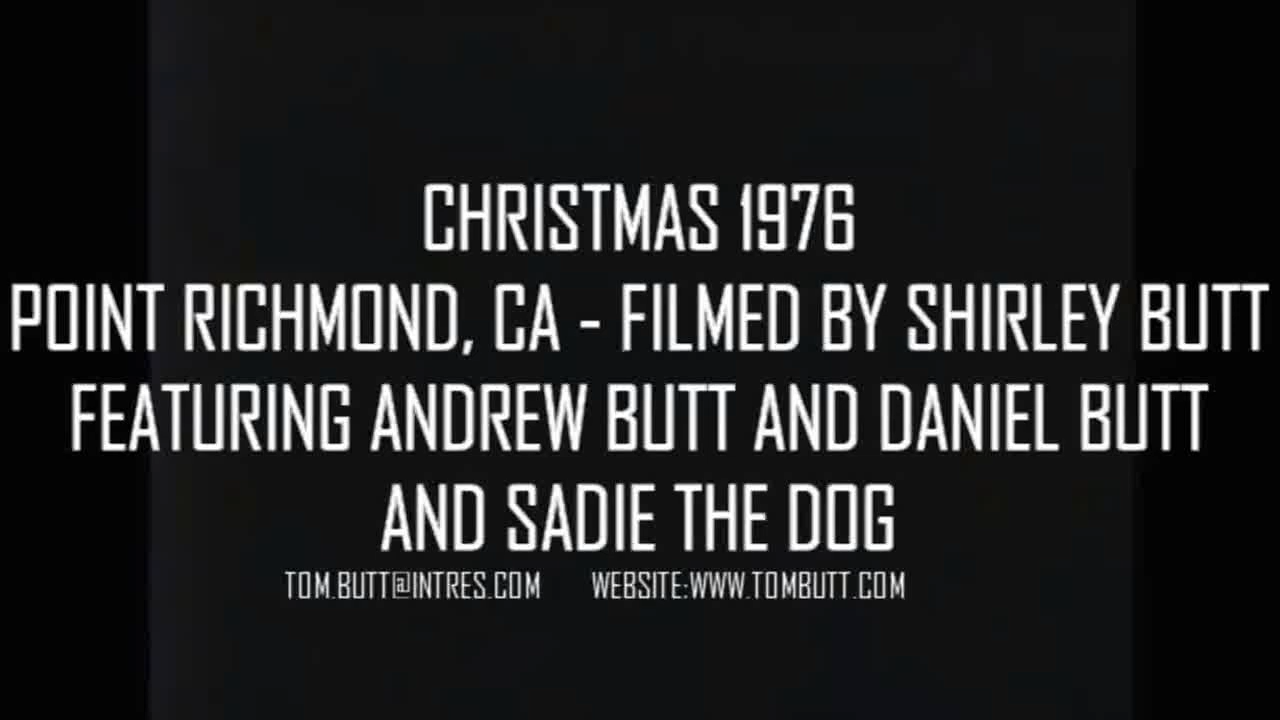 CHRISTMAS 1976
POINT RICHMOND, CA - FILMED BY SHIRLEY BUTT
FEATURING ANDREW BUTT AND DANIEL BUTT
AND SADIE THE DOG
TOM.BUTT@INTRES.COM WEBSITE:WWW.TOMBUTT.COM